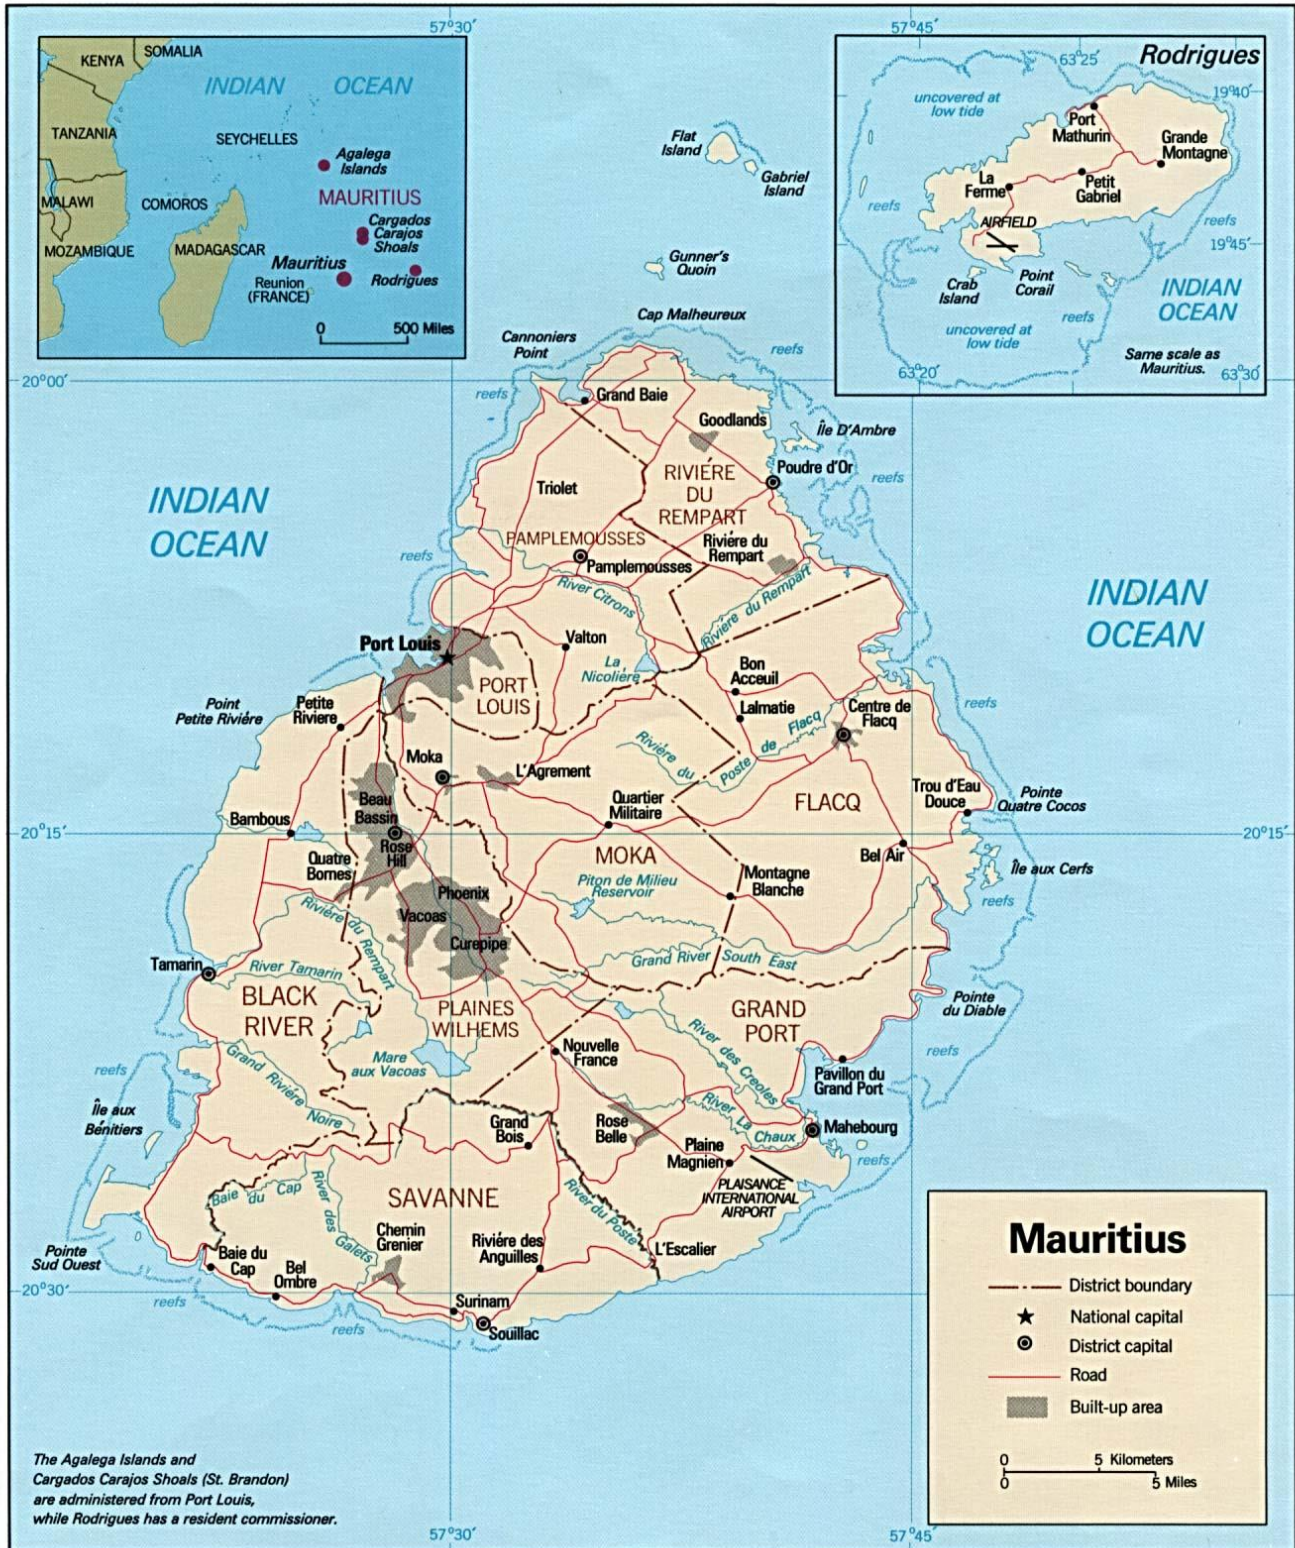 57°30'
57°45'
KENYA
SOMALIA
INDIAN OCEAN
TANZANIA
SEYCHELLES
Agalega
Islands
MAURITIUS
MALAWI
COMOROS
Cargados
Carajos
Shoals
MOZAMBIQUE
MADAGASCAR
Mauritius
Reunion
(FRANCE)
Rodrigues
0 500 Miles
Rodrigues
63°25'
19°40'
uncovered at
low tide
Port
Mathurin
Grande
Montagne
La
Ferme
Petit
Gabriel
reefs
AIRFIELD
reefs
19°45'
Crab
Island
Point
Corail
INDIAN
OCEAN
reefs
uncovered at
low tide
Same scale as
Mauritius.
63°20'
63°30'
Flat
Island
Gabriel
Island
Gunner's
Quoin
Cap Malheureux
Cannoniers
Point
reefs
20°00'
reefs
Grand Baie
Goodlands
Île D'Ambre
Poudre d'Or
reefs
RIVIÉRE
DU
REMPART
INDIAN
OCEAN
Triolet
PAMPLEMOUSSES
Riviére du
Rempart
reefs
Pamplemousses
River Citrons
Riviére du Rempart
INDIAN
OCEAN
Port Louis
Valton
La
Nicoliére
PORT
LOUIS
Bon
Acceuil
Lalmatie
Centre de
Flacq
reefs
Point
Petite Riviére
Petite
Riviere
Riviére du Poste de Flacq
Moka
L'Agrement
Beau
Bassin
Rose
Hill
Quartier
Militaire
FLACQ
Trou d'Eau
Douce
Pointe
Quatre Cocos
Bambous
20°15'
20°15'
Quatre
Bornes
MOKA
Bel Air
Île aux Cerfs
Phoenix
Piton de Milieu
Reservoir
Montagne
Blanche
reefs
Vacoas
Riviére du Rempart
Curepipe
Grand River South East
Tamarin
River Tamarin
BLACK
RIVER
PLAINES
WILHEMS
GRAND
PORT
Pointe
du Diable
Grand Riviére Noire
Mare
aux Vacoas
Nouvelle
France
River des Creoles
reefs
Pavillon du
Grand Port
reefs
Île aux
Bénitiers
Grand
Bois
Rose
Belle
River La Chaux
Mahebourg
Plaine
Magnien
reefs
PLAISANCE
INTERNATIONAL
AIRPORT
Baie du Cap
River des Galets
SAVANNE
River du Poste
Chemin
Grenier
Riviére des
Anguilles
L'Escalier
Pointe
Sud Ouest
Baie du
Cap
Bel
Ombre
20°30'
reefs
Surinam
Souillac
reefs
Mauritius
District boundary
National capital
District capital
Road
Built-up area
0 5 Kilometers
0 5 Miles
The Agalega Islands and
Cargados Carajos Shoals (St. Brandon)
are administered from Port Louis,
while Rodrigues has a resident commissioner.
57°30'
57°45'